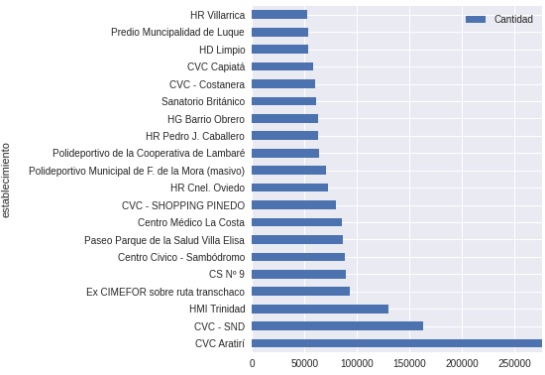 HR Villarrica
Predio Muncipalidad de Luque
HD Limpio
CVC Capiatá
CVC - Costanera
Sanatorio Británico
HG Barrio Obrero
HR Pedro J. Caballero
Polideportivo de la Cooperativa de Lambaré
Polideportivo Municipal de F. de la Mora (masivo)
HR Cnel. Oviedo
CVC - SHOPPING PINEDO
Centro Médico La Costa
Paseo Parque de la Salud Villa Elisa
Centro Civico - Sambódromo
CS Nº 9
Ex CIMEFOR sobre ruta transchaco
HMI Trinidad
CVC - SND
CVC Aratirí
establecimiento
Cantidad
0 50000 100000 150000 200000 250000